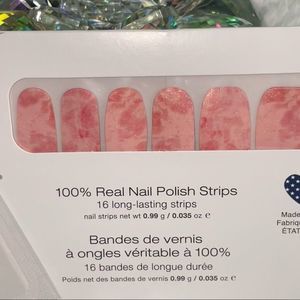 100% Real Nail Polish Strips
16 long-lasting strips
nail strips net wt 0.99 g / 0.035 oz ℮
Made
Fabriqu
ÉTAT
Bandes de vernis
à ongles véritable à 100%
16 bandes de longue durée
Poids net des bandes de vernis 0.99 g / 0.035 oz ℮